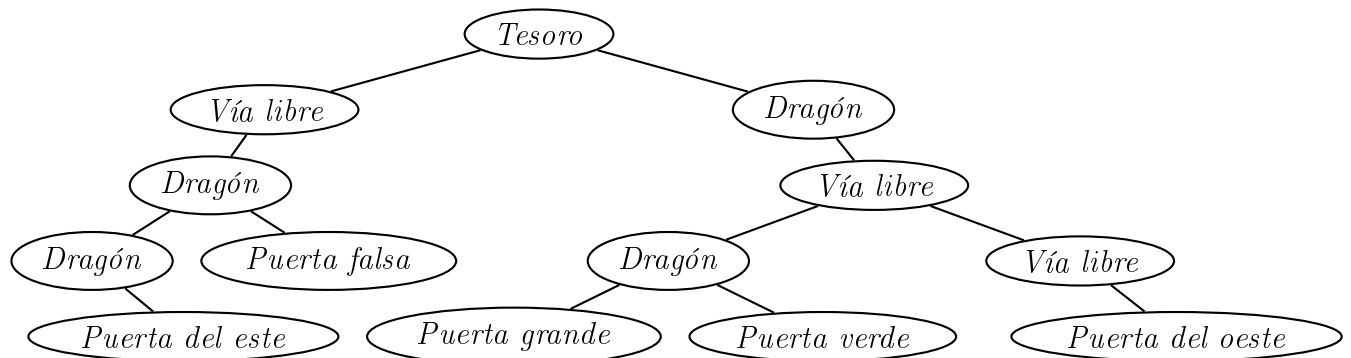 Tesoro
Vía libre
Dragón
Dragón
Vía libre
Dragón
Puerta falsa
Dragón
Vía libre
Puerta del este
Puerta grande
Puerta verde
Puerta del oeste